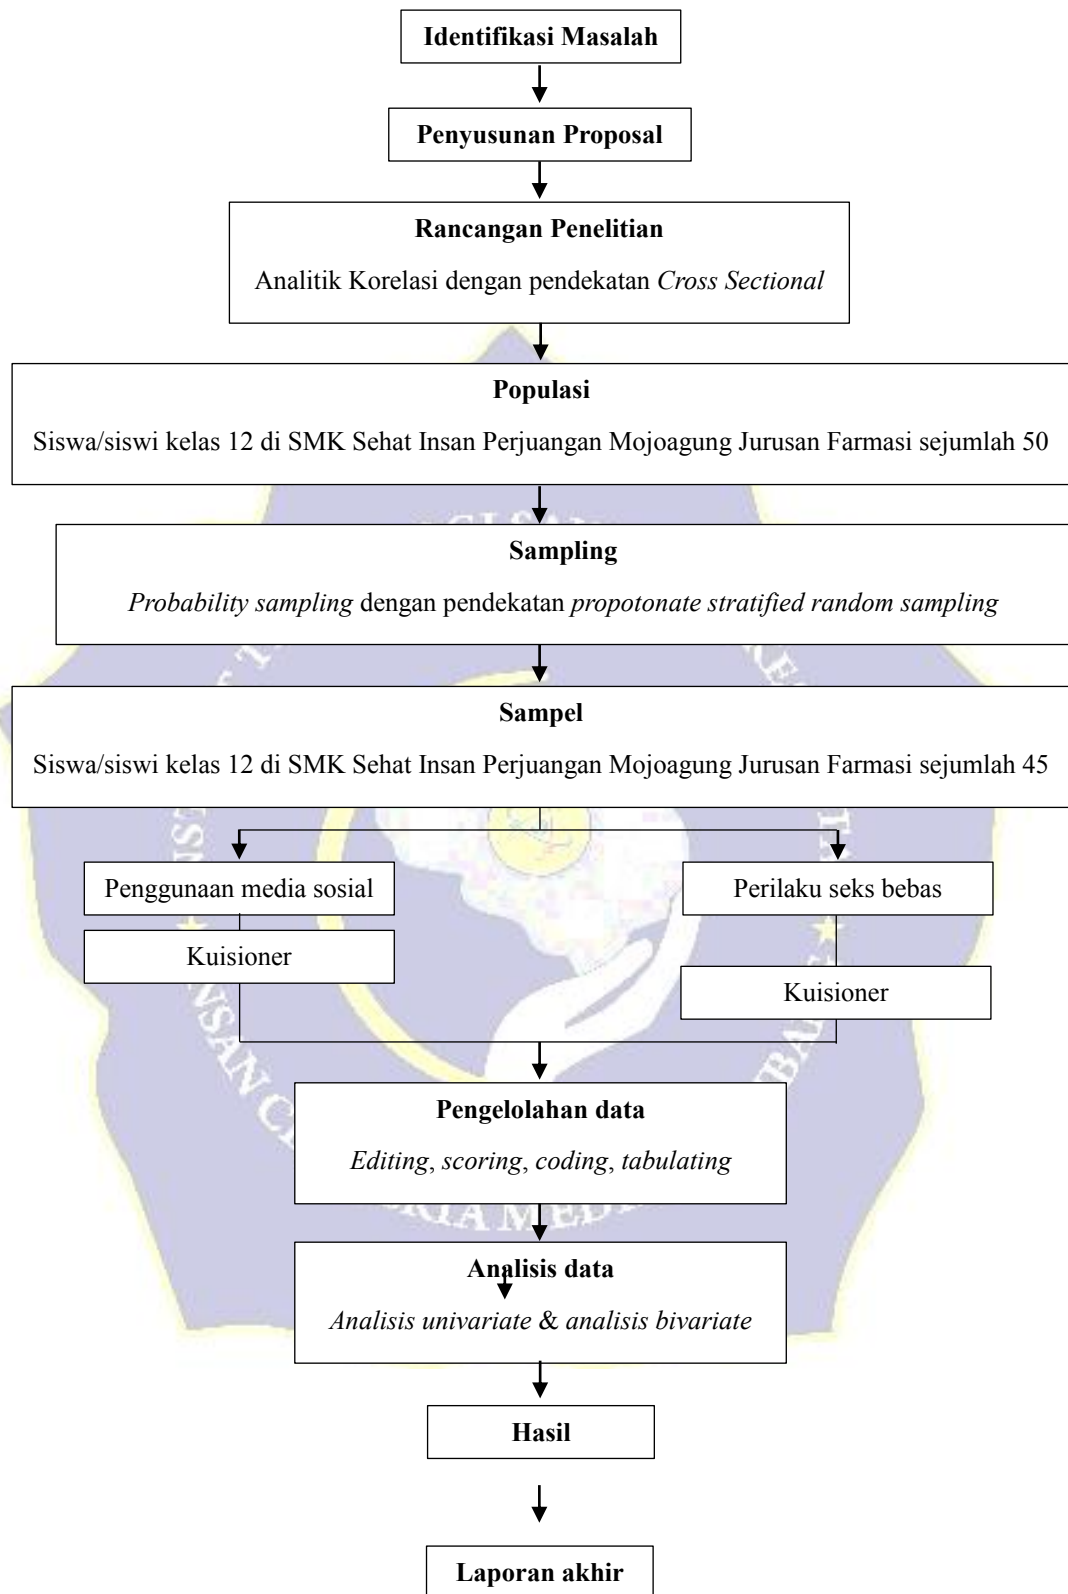 Identifikasi Masalah
Penyusunan Proposal
Rancangan Penelitian
Analitik Korelasi dengan pendekatan Cross Sectional
Populasi
Siswa/siswi kelas 12 di SMK Sehat Insan Perjuangan Mojoagung Jurusan Farmasi sejumlah 50
Sampling
Probability sampling dengan pendekatan propotonate stratified random sampling
Sampel
Siswa/siswi kelas 12 di SMK Sehat Insan Perjuangan Mojoagung Jurusan Farmasi sejumlah 45
Penggunaan media sosial
Perilaku seks bebas
Kuisioner
Kuisioner
Pengelolahan data
Editing, scoring, coding, tabulating
Analisis data
Analisis univariate & analisis bivariate
Hasil
Laporan akhir